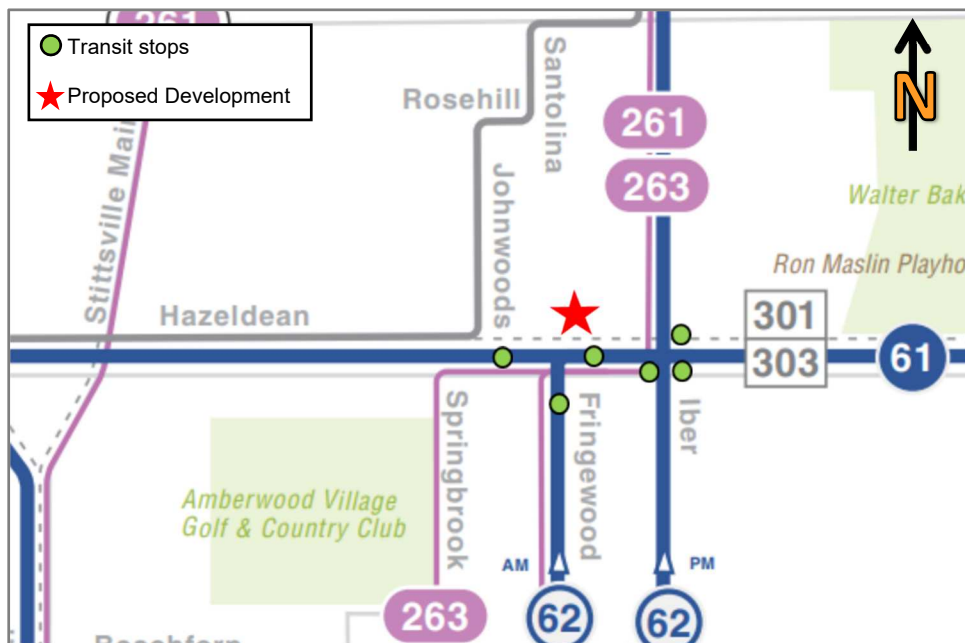 261
Transit stops
Proposed Development
N
Rosehill
Santolina
261
263
Johnwoods
Stittsville Main
Walter Bak
Ron Maslin Playho
Hazeldean
301
303
61
Springbrook
Fringewood
Iber
Amberwood Village
Golf & Country Club
AM
PM
263
62
62